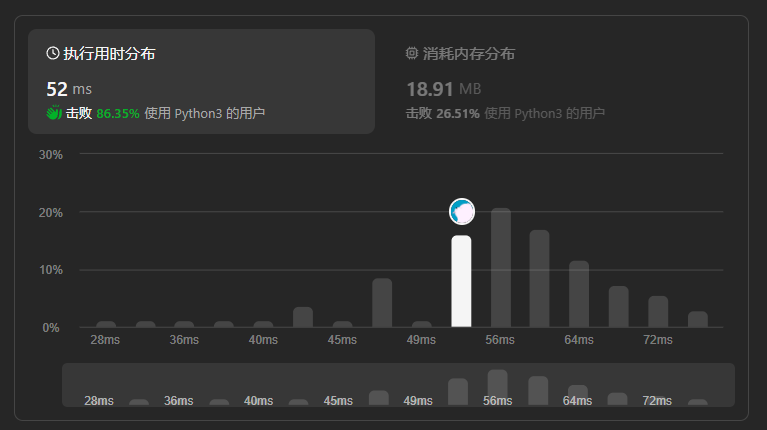 执行用时分布
52 ms
击败 86.35% 使用 Python3 的用户
消耗内存分布
18.91 MB
击败 26.51% 使用 Python3 的用户
30%
20%
10%
0%
28ms 36ms 40ms 45ms 49ms 56ms 64ms 72ms
28ms 36ms 40ms 45ms 49ms 56ms 64ms 72ms